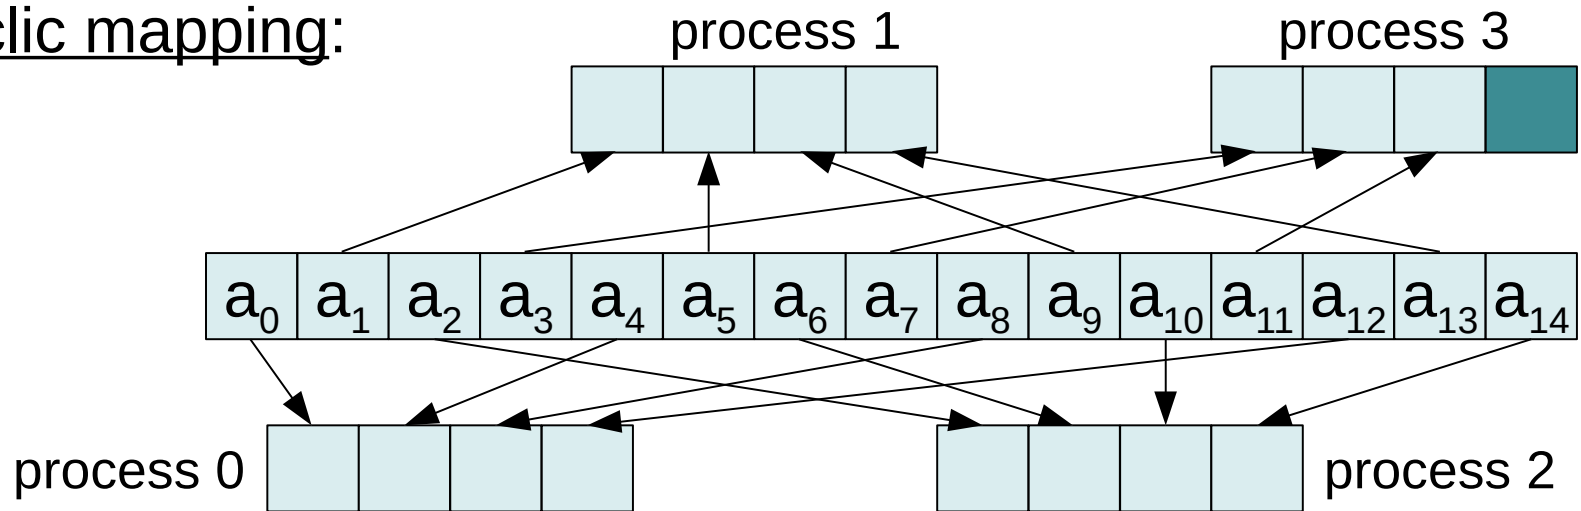 clic mapping:
process 1
process 3
a0 a1 a2 a3 a4 a5 a6 a7 a8 a9 a10 a11 a12 a13 a14
process 0
process 2